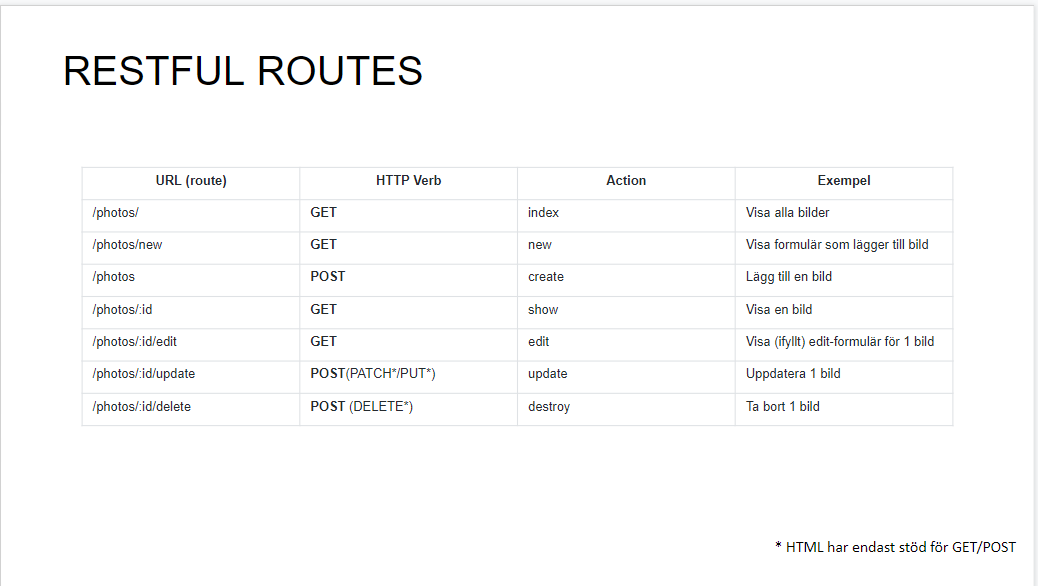 RESTFUL ROUTES
URL (route) HTTP Verb Action Exempel
/photos/ GET index Visa alla bilder
/photos/new GET new Visa formulär som lägger till bild
/photos POST create Lägg till en bild
/photos/:id GET show Visa en bild
/photos/:id/edit GET edit Visa (ifyllt) edit-formulär för 1 bild
/photos/:id/update POST(PATCH*/PUT*) update Uppdatera 1 bild
/photos/:id/delete POST (DELETE*) destroy Ta bort 1 bild
* HTML har endast stöd för GET/POST